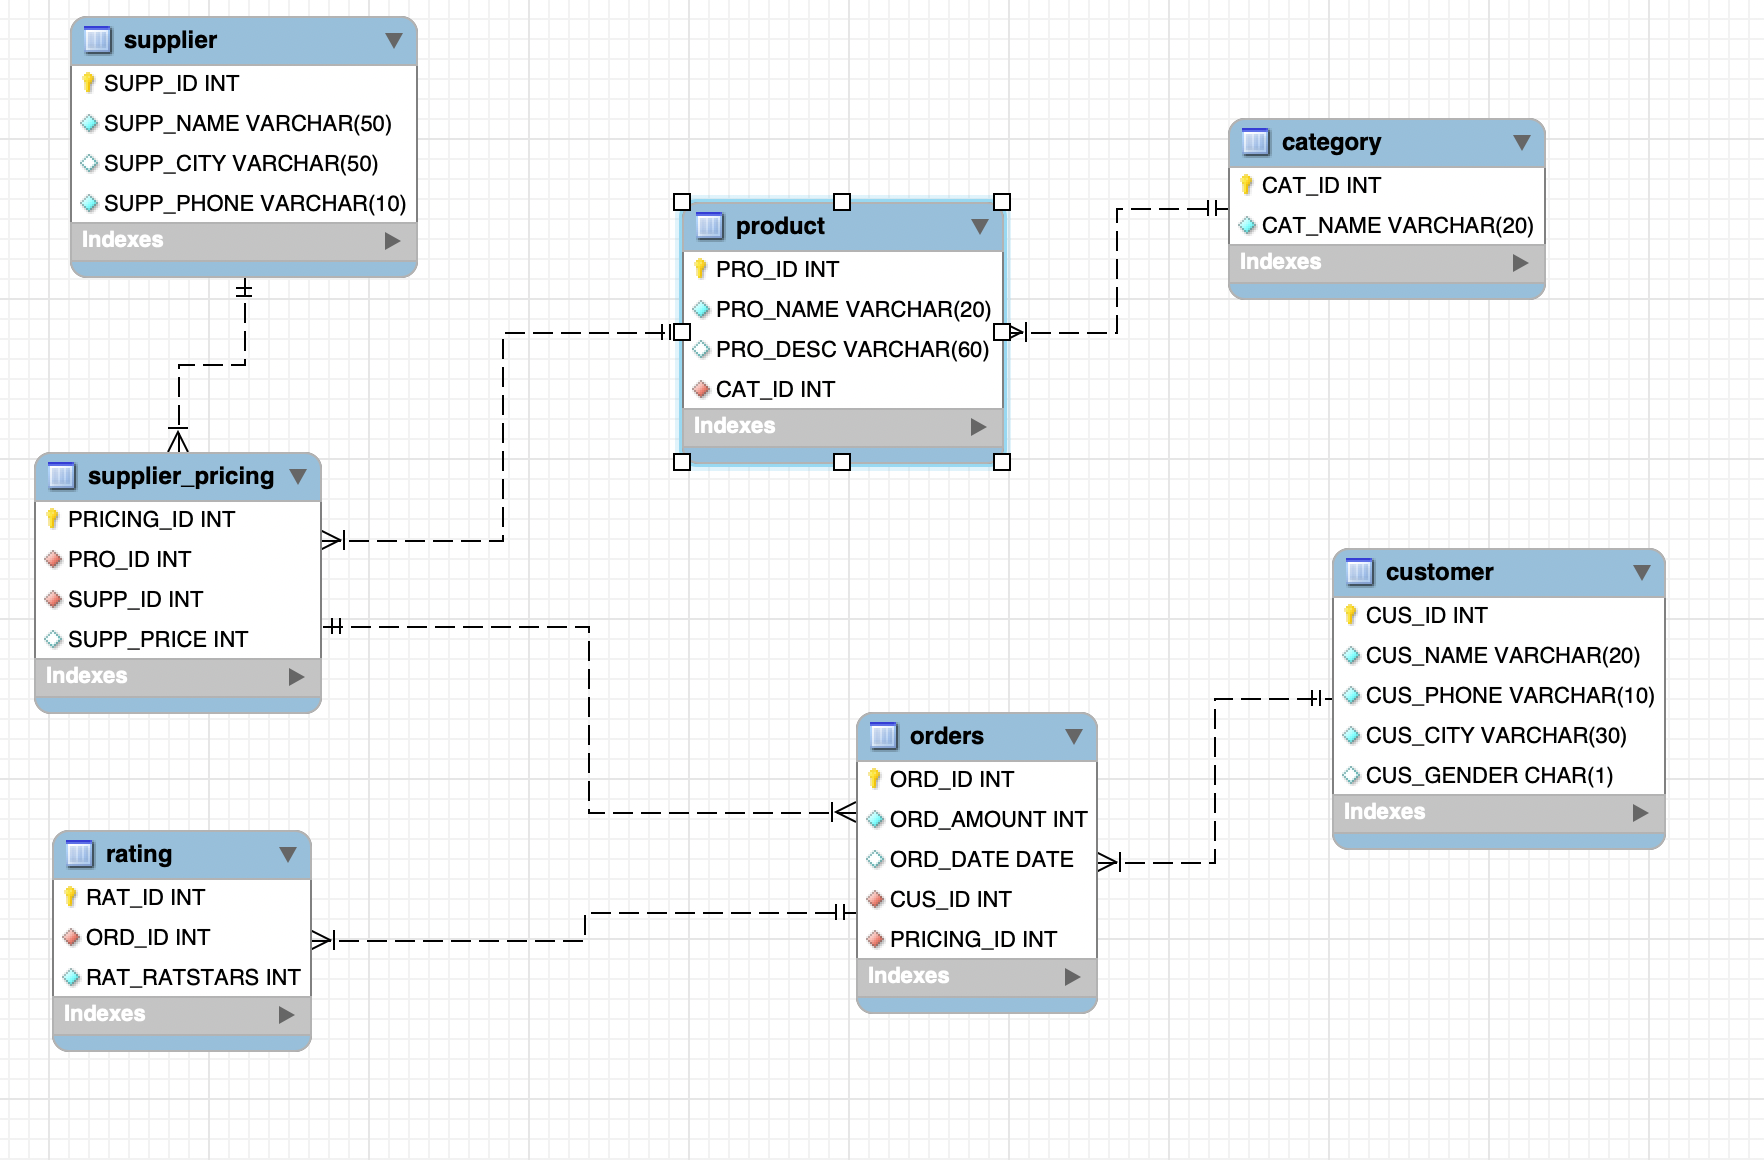 supplier
SUPP_ID INT
SUPP_NAME VARCHAR(50)
SUPP_CITY VARCHAR(50)
SUPP_PHONE VARCHAR(10)
Indexes
product
PRO_ID INT
PRO_NAME VARCHAR(20)
PRO_DESC VARCHAR(60)
CAT_ID INT
Indexes
category
CAT_ID INT
CAT_NAME VARCHAR(20)
Indexes
supplier_pricing
PRICING_ID INT
PRO_ID INT
SUPP_ID INT
SUPP_PRICE INT
Indexes
customer
CUS_ID INT
CUS_NAME VARCHAR(20)
CUS_PHONE VARCHAR(10)
CUS_CITY VARCHAR(30)
CUS_GENDER CHAR(1)
Indexes
orders
ORD_ID INT
ORD_AMOUNT INT
ORD_DATE DATE
CUS_ID INT
PRICING_ID INT
Indexes
rating
RAT_ID INT
ORD_ID INT
RAT_RATSTARS INT
Indexes